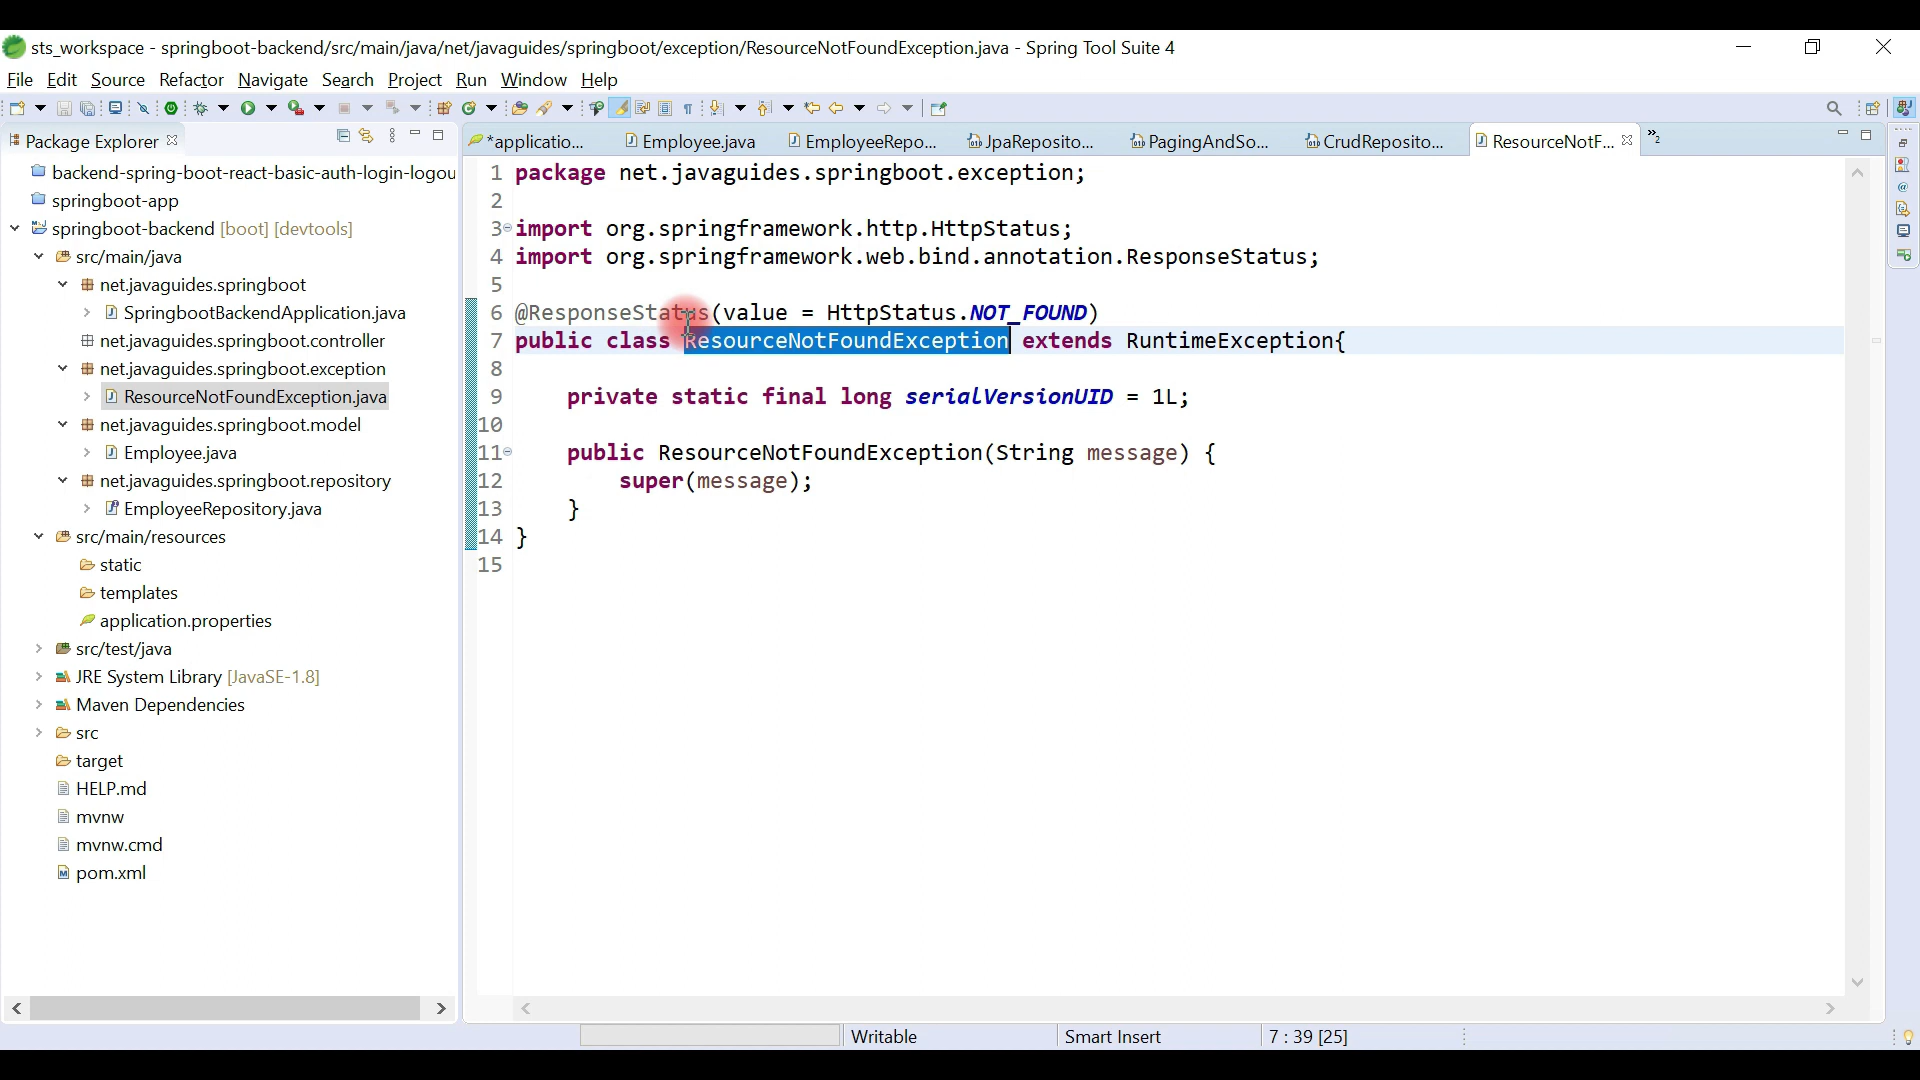 sts_workspace - springboot-backend/src/main/java/net/javaguides/springboot/exception/ResourceNotFoundException.java - Spring Tool Suite 4
File Edit Source Refactor Navigate Search Project Run Window Help
Package Explorer
backend-spring-boot-react-basic-auth-login-logou
springboot-app
springboot-backend [boot] [devtools]
src/main/java
net.javaguides.springboot
SpringbootBackendApplication.java
net.javaguides.springboot.controller
net.javaguides.springboot.exception
ResourceNotFoundException.java
net.javaguides.springboot.model
Employee.java
net.javaguides.springboot.repository
EmployeeRepository.java
src/main/resources
static
templates
application.properties
src/test/java
JRE System Library [JavaSE-1.8]
Maven Dependencies
src
target
HELP.md
mvnw
mvnw.cmd
pom.xml
*applicatio... Employee.java EmployeeRepo... JpaReposito... PagingAndSo... CrudReposito... ResourceNotF... »2
1 package net.javaguides.springboot.exception;
2
3 import org.springframework.http.HttpStatus;
4 import org.springframework.web.bind.annotation.ResponseStatus;
5
6 @ResponseStatus(value = HttpStatus.NOT_FOUND)
7 public class ResourceNotFoundException extends RuntimeException{
8
9 private static final long serialVersionUID = 1L;
10
11 public ResourceNotFoundException(String message) {
12 super(message);
13 }
14 }
15
Writable Smart Insert 7 : 39 [25]